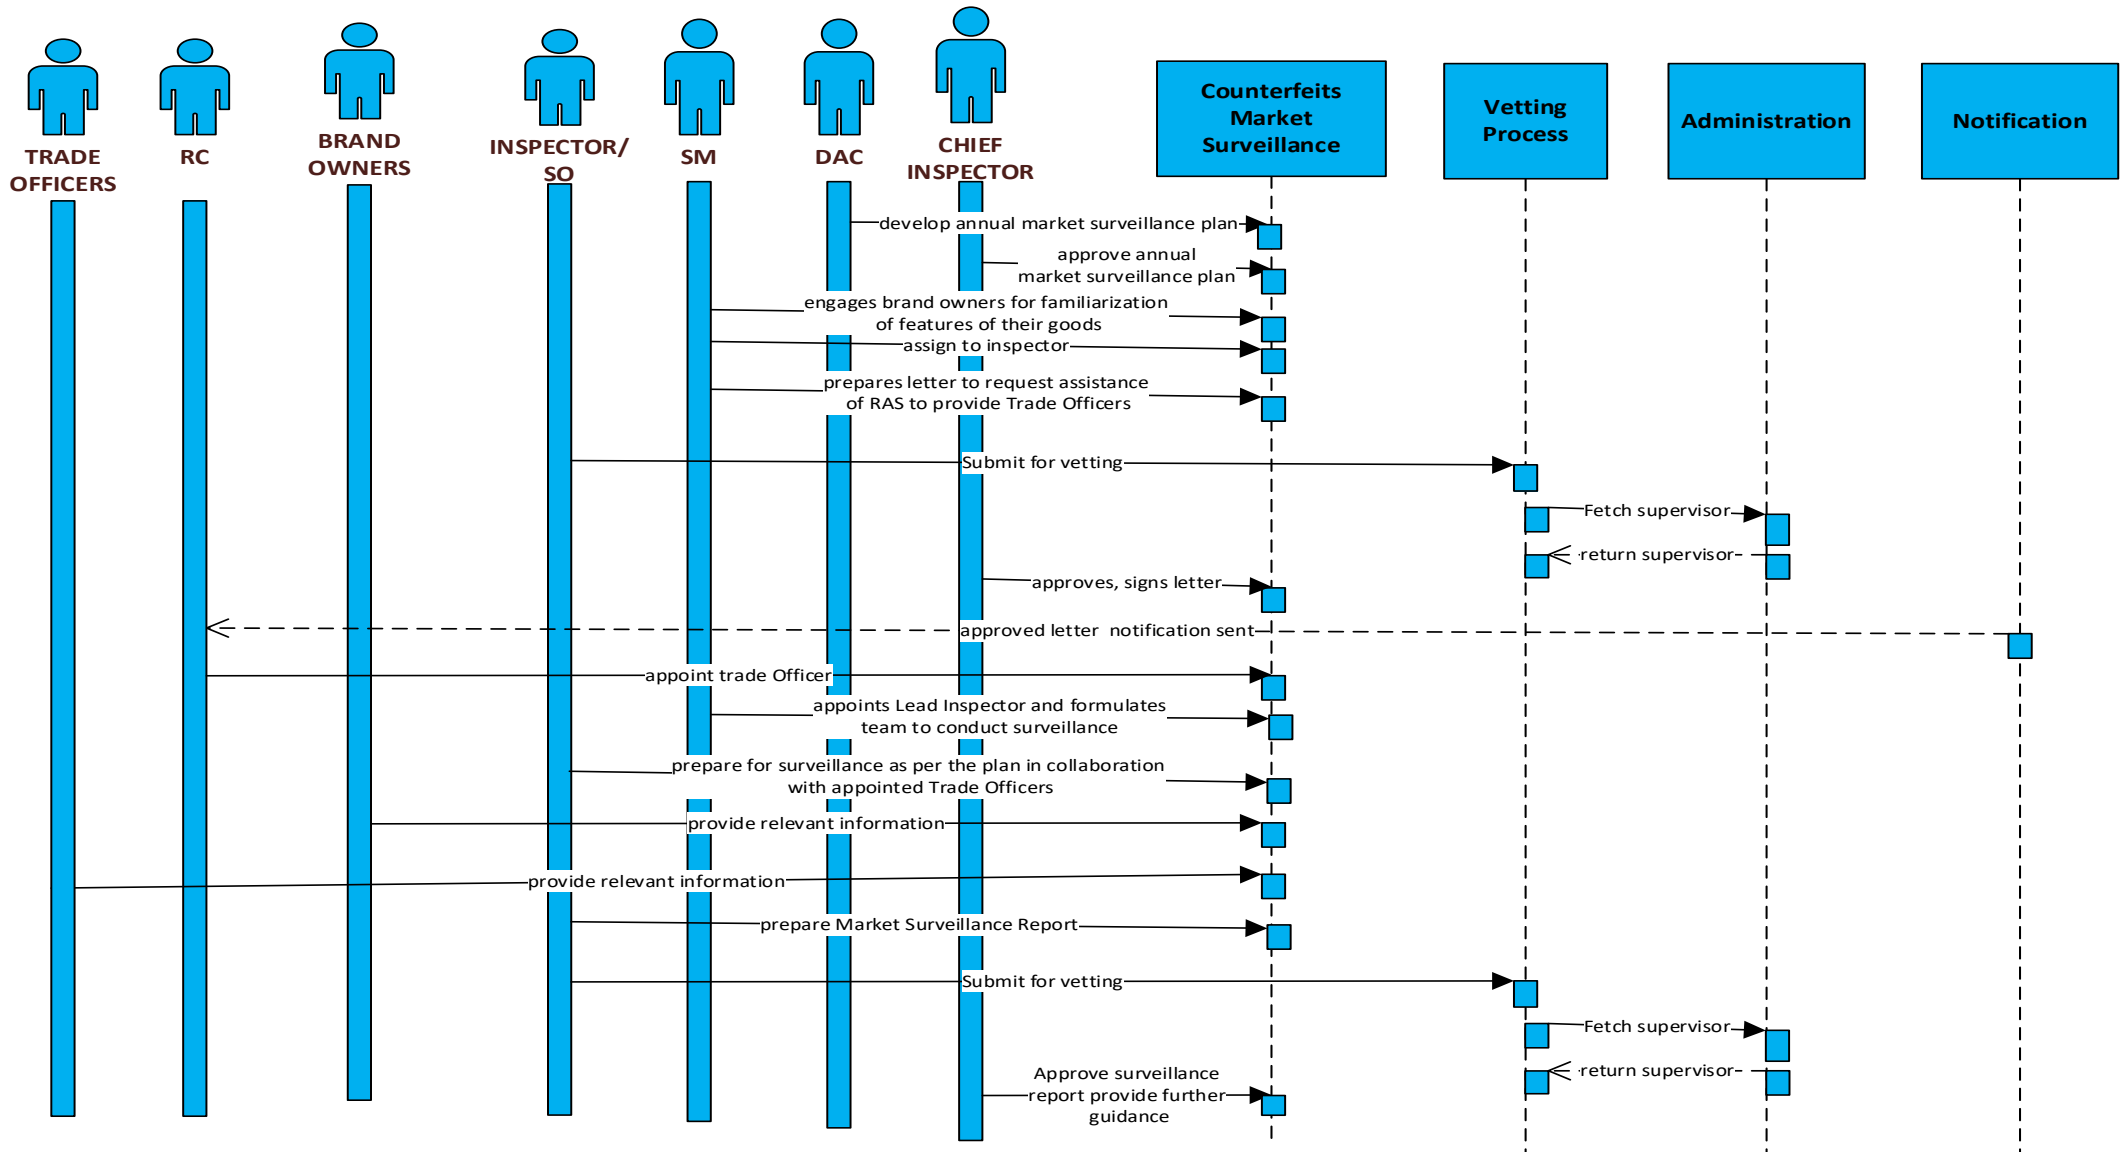 TRADE
OFFICERS
RC
BRAND
OWNERS
INSPECTOR/
SO
SM
DAC
CHIEF
INSPECTOR
Counterfeits
Market
Surveillance
Vetting
Process
Administration
Notification
develop annual market surveillance plan
approve annual
market surveillance plan
engages brand owners for familiarization
of features of their goods
assign to inspector
prepares letter to request assistance
of RAS to provide Trade Officers
Submit for vetting
Fetch supervisor
return supervisor
approves, signs letter
approved letter notification sent
appoint trade Officer
appoints Lead Inspector and formulates
team to conduct surveillance
prepare for surveillance as per the plan in collaboration
with appointed Trade Officers
provide relevant information
provide relevant information
prepare Market Surveillance Report
Submit for vetting
Fetch supervisor
return supervisor
Approve surveillance
report provide further
guidance